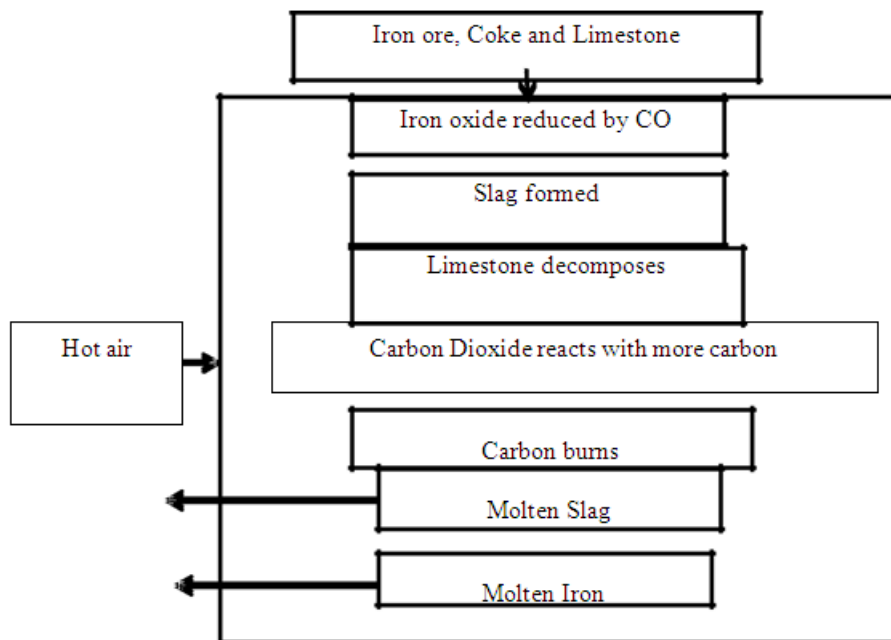 Iron ore, Coke and Limestone
Iron oxide reduced by CO
Slag formed
Limestone decomposes
Hot air
Carbon Dioxide reacts with more carbon
Carbon burns
Molten Slag
Molten Iron